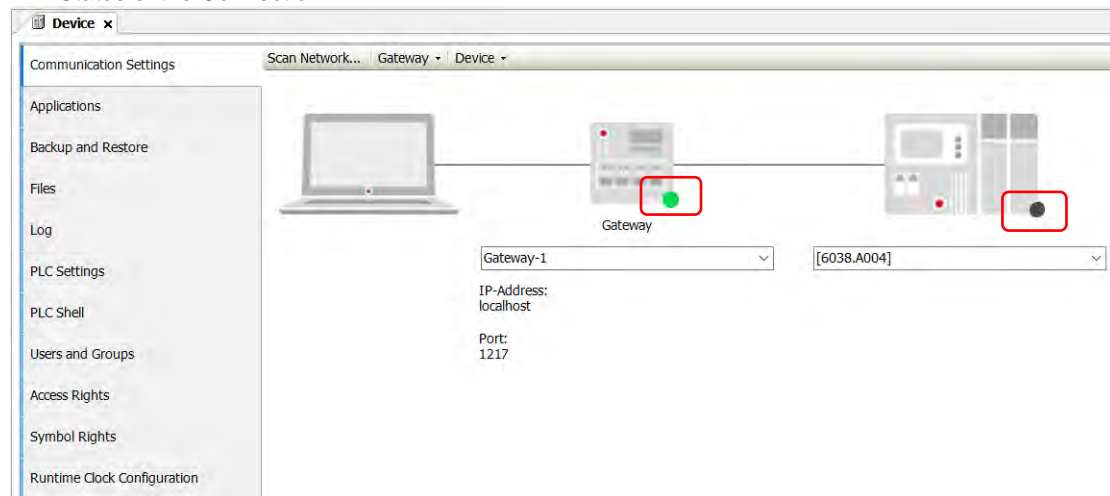 Device x
Communication Settings
Scan Network... Gateway Device
Applications
Backup and Restore
Files
Log
PLC Settings
PLC Shell
Users and Groups
Access Rights
Symbol Rights
Runtime Clock Configuration
Gateway
Gateway-1
[6038.A004]
IP-Address:
localhost
Port:
1217